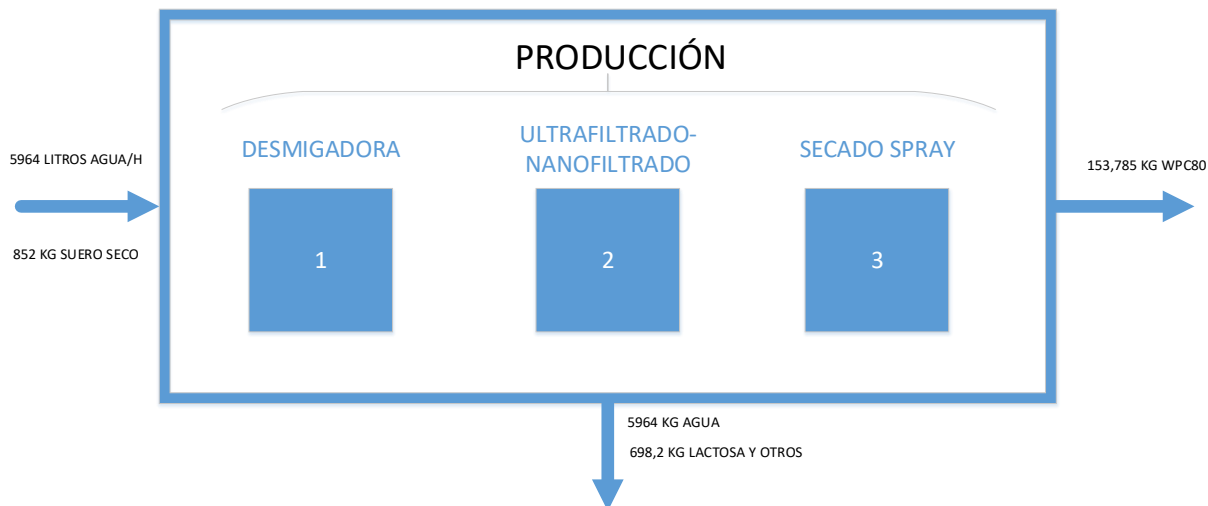 PRODUCCIÓN
DESMIGADORA
ULTRAFILTRADO-
NANOFILTRADO
SECADO SPRAY
5964 LITROS AGUA/H
852 KG SUERO SECO
1
2
3
153,785 KG WPC80
5964 KG AGUA
698,2 KG LACTOSA Y OTROS